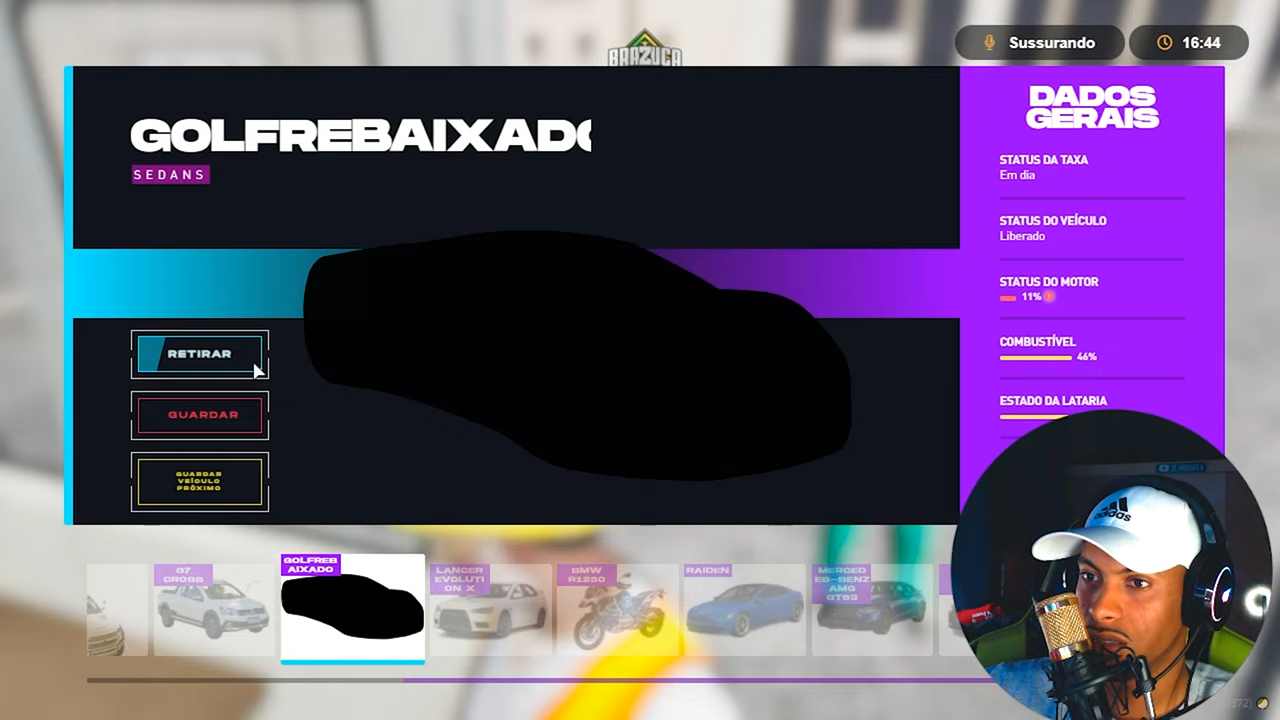 BRAZUCA
Sussurando
16:44
GOLFREBAIXADO
SEDANS
RETIRAR
GUARDAR
GUARDAR
VEÍCULO
PRÓXIMO
DADOS
GERAIS
STATUS DA TAXA
Em dia
STATUS DO VEÍCULO
Liberado
STATUS DO MOTOR
11%
COMBUSTÍVEL
46%
ESTADO DA LATARIA
G7
CROSS
GOLFREB
AIXADO
LANCER
EVOLUTI
ON X
BMW
R1250
RAIDEN
MERCED
ES-BENZ
AMG
GT63
adidas